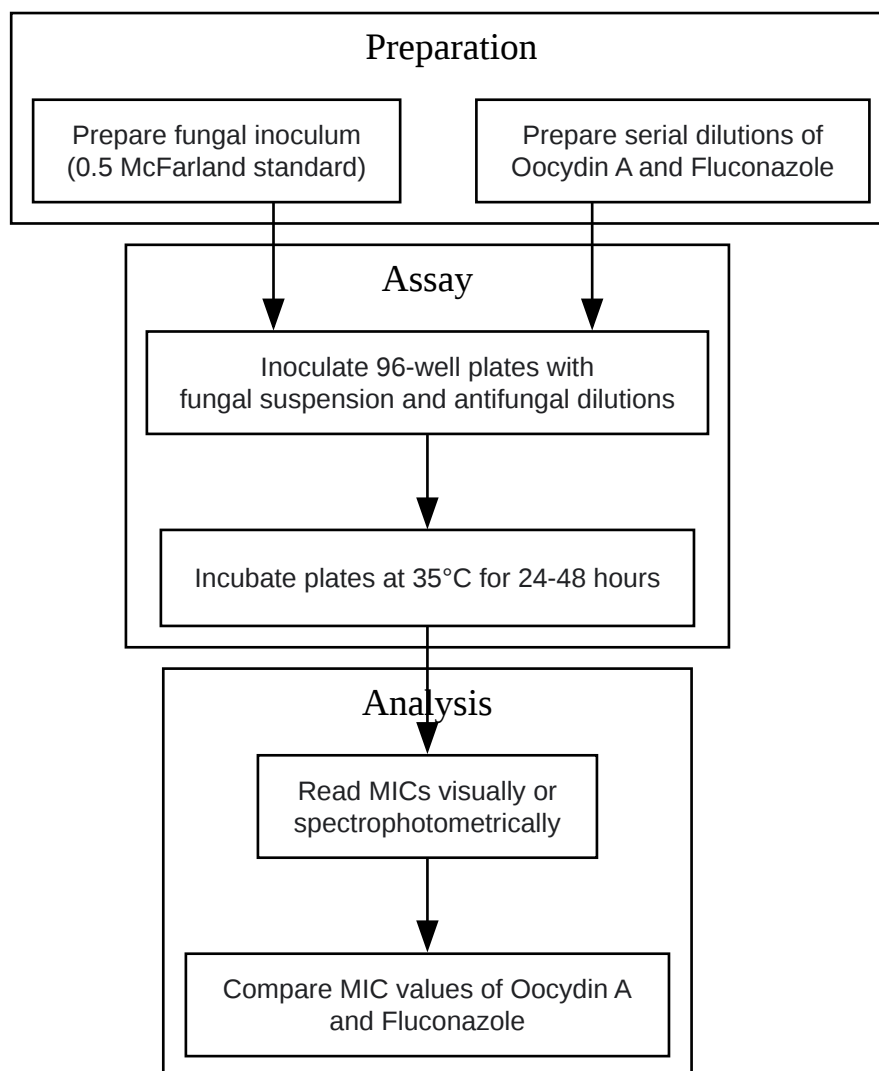 Preparation
Prepare fungal inoculum
(0.5 McFarland standard)
Prepare serial dilutions of
Oocydin A and Fluconazole
Assay
Inoculate 96-well plates with
fungal suspension and antifungal dilutions
Incubate plates at 35°C for 24-48 hours
Analysis
Read MICs visually or
spectrophotometrically
Compare MIC values of Oocydin A
and Fluconazole